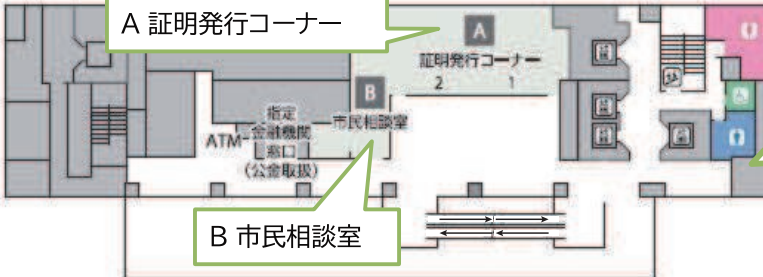 A 証明発行コーナー
A
証明発行コーナー
2 1
B
市民相談室
指定
ATM 金融機関
窓口
(公金取扱)
B 市民相談室